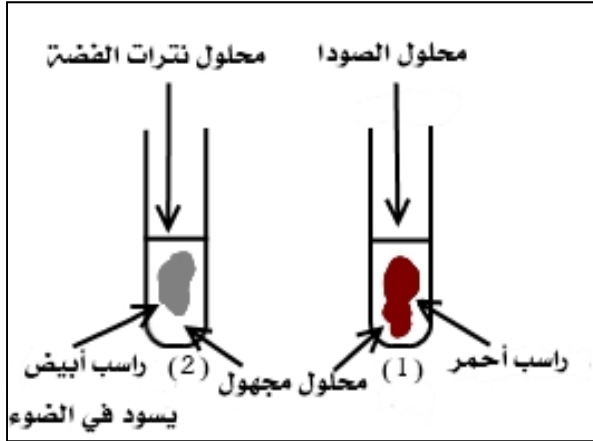 محلول الصودا
محلول نترات الفضة
راسب أحمر
(1)
محلول مجهول
(2)
راسب أبيض
يسود في الضوء